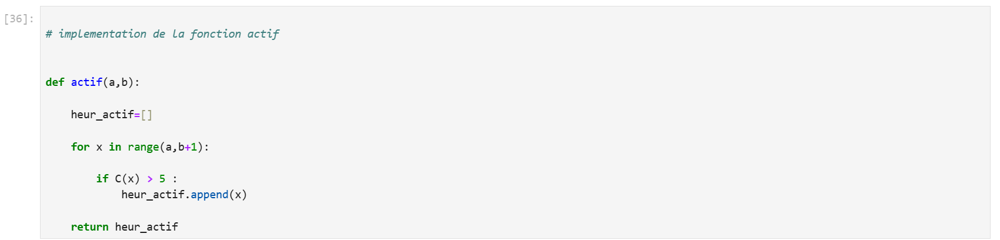 [36]:
# implementation de la fonction actif
def actif(a,b):
    heur_actif=[]
    for x in range(a,b+1):
        if C(x) > 5 :
            heur_actif.append(x)
    return heur_actif